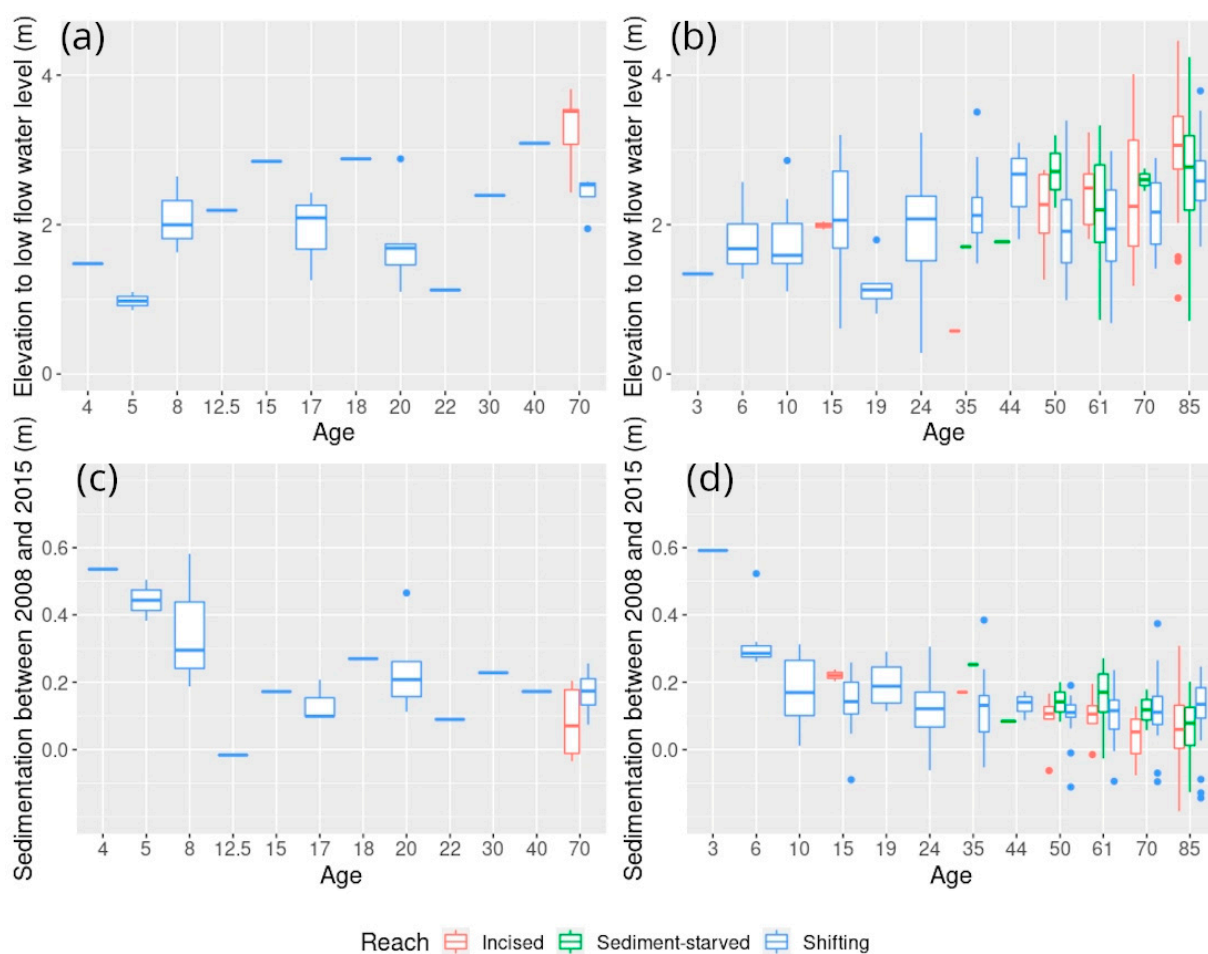 (a)
Elevation to low flow water level (m)
4
2
0
4 5 8 12.5 15 17 18 20 22 30 40 70
Age
(b)
Elevation to low flow water level (m)
4
2
0
3 6 10 15 19 24 35 44 50 61 70 85
Age
(c)
Sedimentation between 2008 and 2015 (m)
0.6
0.4
0.2
0.0
4 5 8 12.5 15 17 18 20 22 30 40 70
Age
(d)
Sedimentation between 2008 and 2015 (m)
0.6
0.4
0.2
0.0
3 6 10 15 19 24 35 44 50 61 70 85
Age
Reach Incised Sediment-starved Shifting